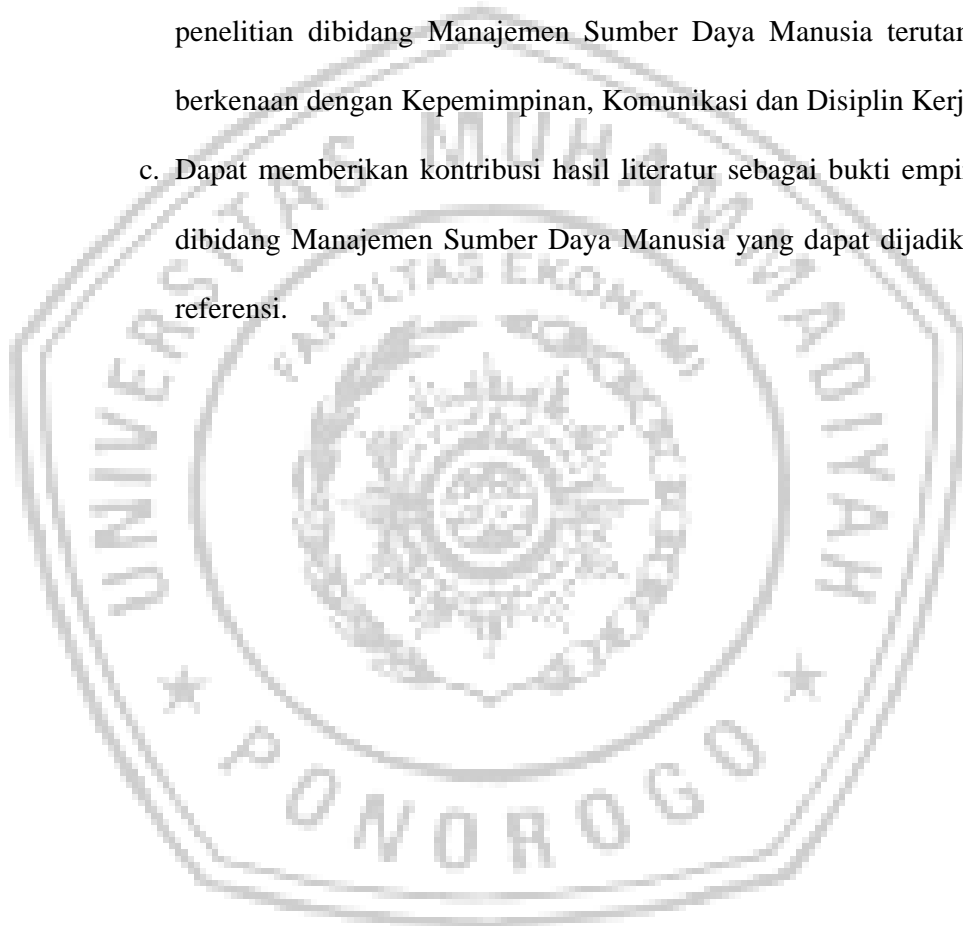 penelitian dibidang Manajemen Sumber Daya Manusia terutar
berkenaan dengan Kepemimpinan, Komunikasi dan Disiplin Kerj
c. Dapat memberikan kontribusi hasil literatur sebagai bukti empi
dibidang Manajemen Sumber Daya Manusia yang dapat dijadik
referensi.
UNIVERSITAS MUHAMMADIYAH
FAKULTAS EKONOMI
PONOROGO